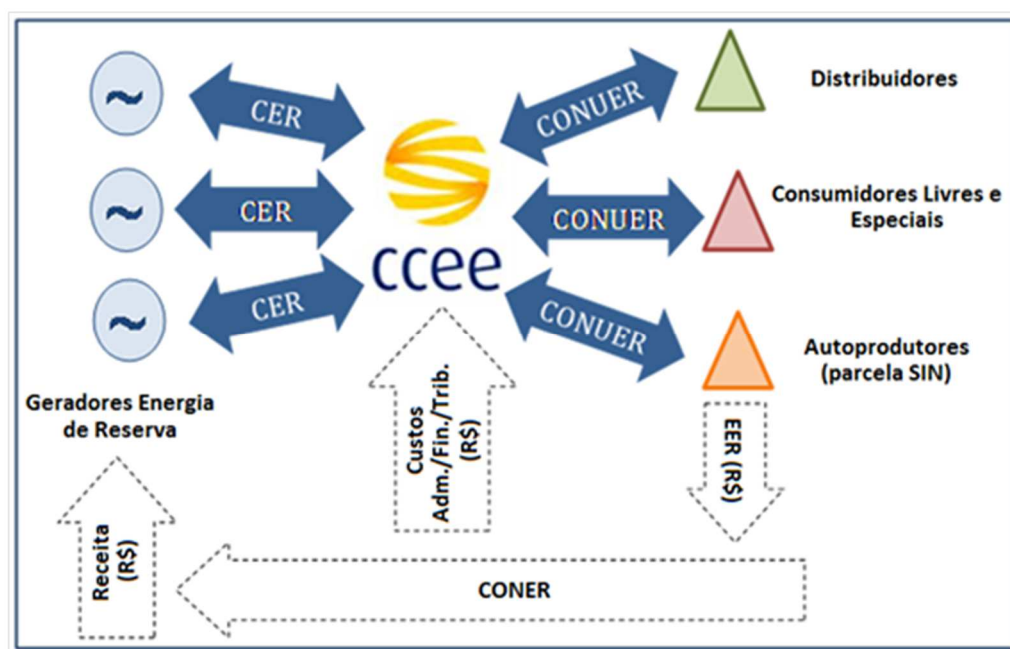 CER
CONUER
Distribuidores
CER
CONUER
Consumidores Livres e
Especiais
ccee
CER
CONUER
Autoprodutores
(parcela SIN)
Geradores Energia
de Reserva
Custos
Adm./Fin./Trib.
(R$)
EER (R$)
Receita
(R$)
CONER